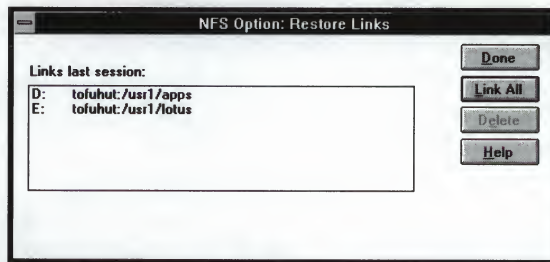 NFS Option: Restore Links
Links last session:
D: tofuhut:/usr1/apps
E: tofuhut:/usr1/lotus
Done
Link All
Delete
Help